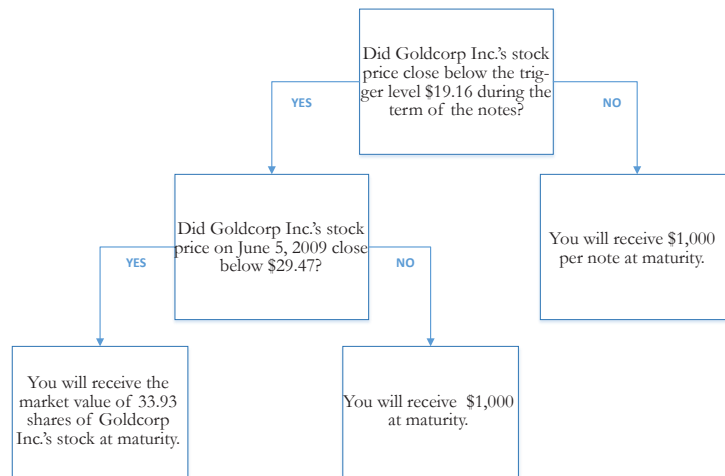 Did Goldcorp Inc.'s stock
price close below the trig-
ger level $19.16 during the
term of the notes?
YES
NO
Did Goldcorp Inc.'s stock
price on June 5, 2009 close
below $29.47?
You will receive $1,000
per note at maturity.
YES
NO
You will receive the
market value of 33.93
shares of Goldcorp
Inc.'s stock at maturity.
You will receive $1,000
at maturity.